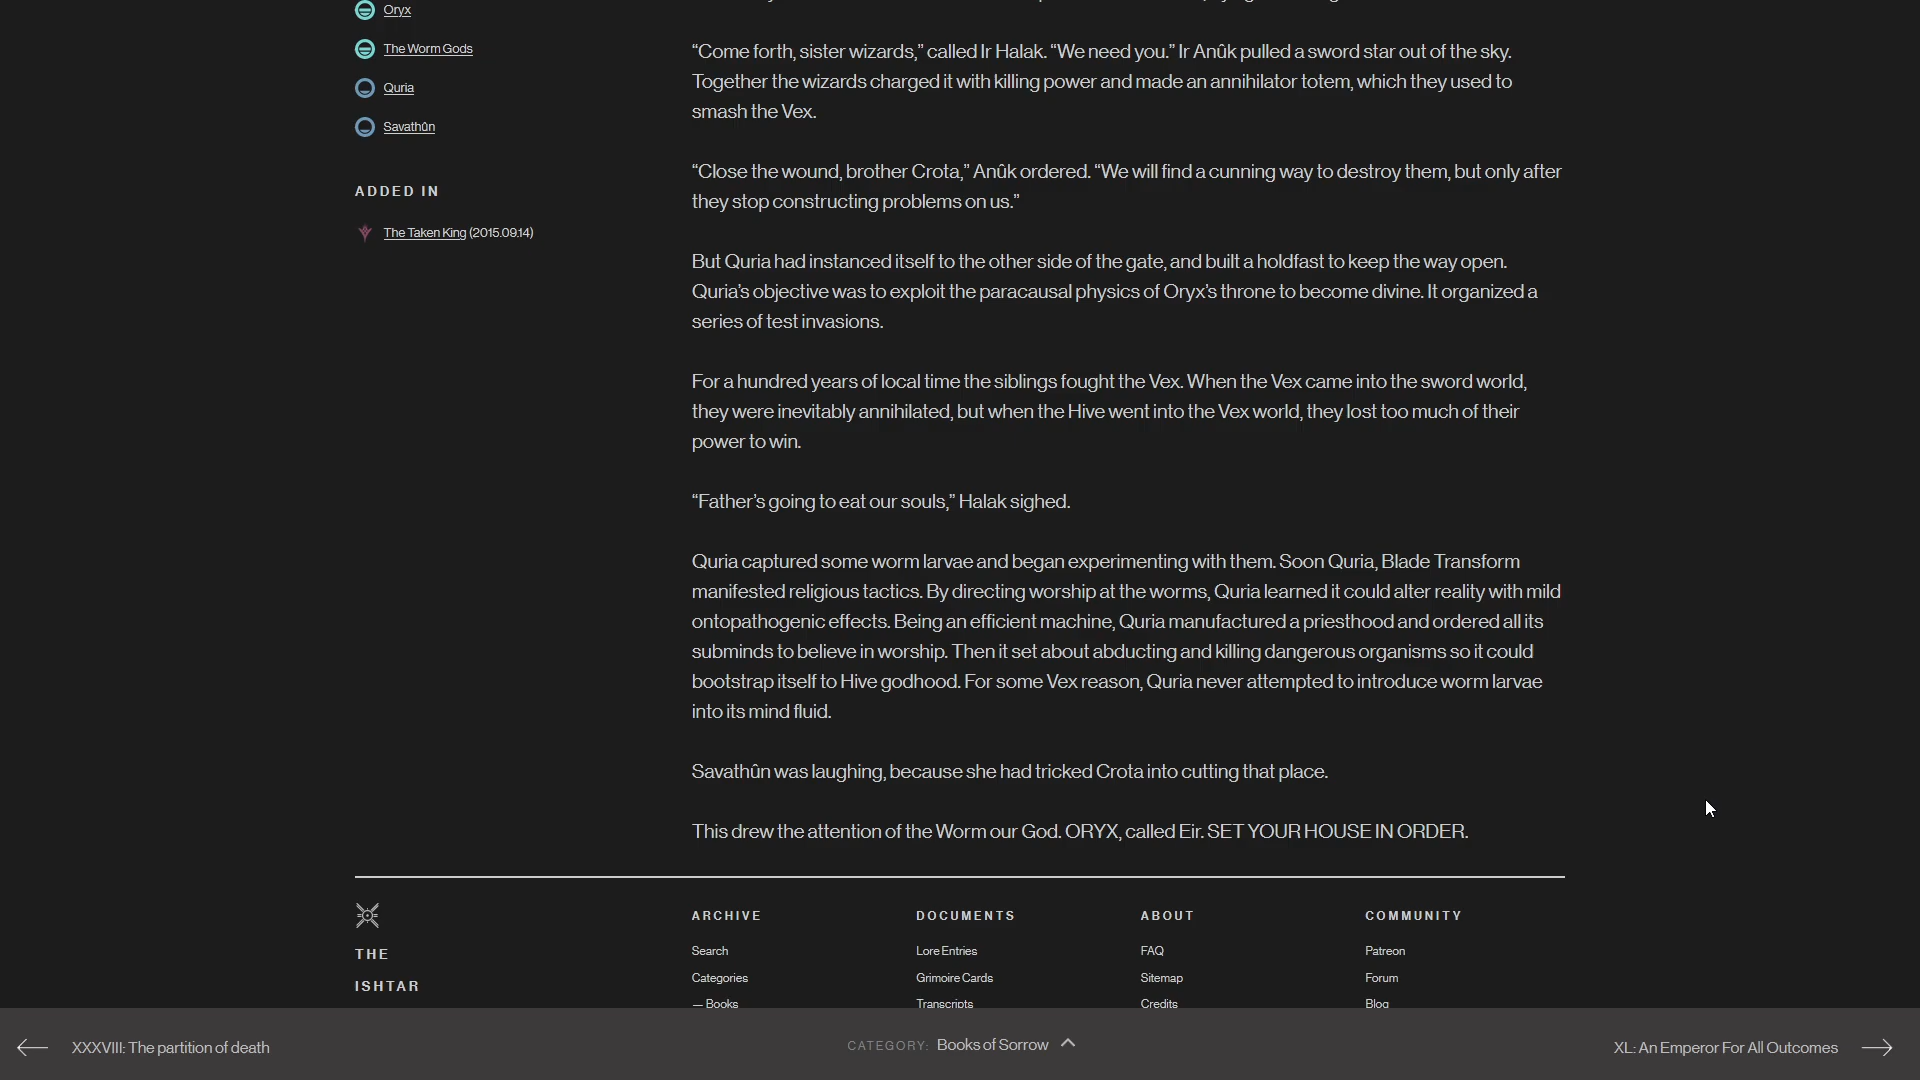 Oryx
The Worm Gods
Quria
Savathûn
ADDED IN
The Taken King (2015.09.14)
“Come forth, sister wizards,” called Ir Halak. “We need you.” Ir Anûk pulled a sword star out of the sky.
Together the wizards charged it with killing power and made an annihilator totem, which they used to
smash the Vex.
“Close the wound, brother Crota,” Anûk ordered. “We will find a cunning way to destroy them, but only after
they stop constructing problems on us.”
But Quria had instanced itself to the other side of the gate, and built a holdfast to keep the way open.
Quria’s objective was to exploit the paracausal physics of Oryx’s throne to become divine. It organized a
series of test invasions.
For a hundred years of local time the siblings fought the Vex. When the Vex came into the sword world,
they were inevitably annihilated, but when the Hive went into the Vex world, they lost too much of their
power to win.
“Father’s going to eat our souls,” Halak sighed.
Quria captured some worm larvae and began experimenting with them. Soon Quria, Blade Transform
manifested religious tactics. By directing worship at the worms, Quria learned it could alter reality with mild
ontopathogenic effects. Being an efficient machine, Quria manufactured a priesthood and ordered all its
subminds to believe in worship. Then it set about abducting and killing dangerous organisms so it could
bootstrap itself to Hive godhood. For some Vex reason, Quria never attempted to introduce worm larvae
into its mind fluid.
Savathûn was laughing, because she had tricked Crota into cutting that place.
This drew the attention of the Worm our God. ORYX, called Eir. SET YOUR HOUSE IN ORDER.
THE
ISHTAR
ARCHIVE
Search
Categories
— Books
DOCUMENTS
Lore Entries
Grimoire Cards
Transcripts
ABOUT
FAQ
Sitemap
Credits
COMMUNITY
Patreon
Forum
Blog
XXXVIII: The partition of death
CATEGORY: Books of Sorrow
XL: An Emperor For All Outcomes